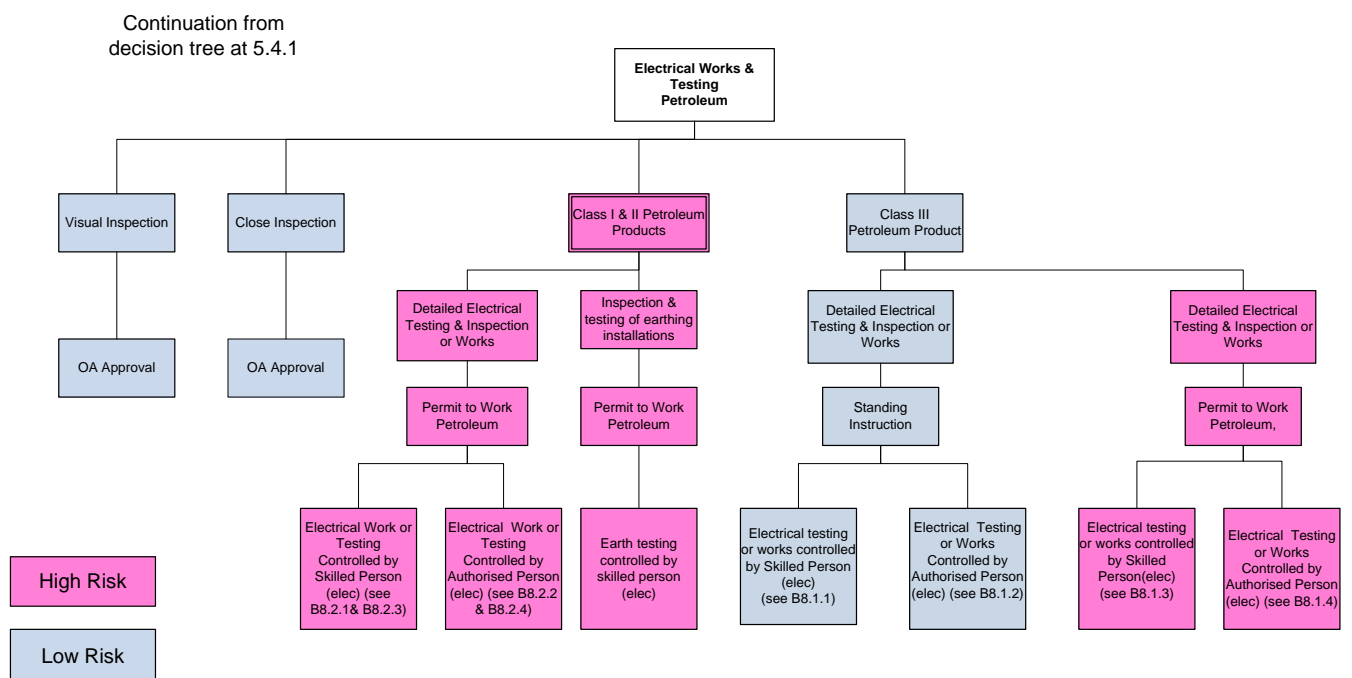 Continuation from
decision tree at 5.4.1
Electrical Works &
Testing
Petroleum
Visual Inspection
Close Inspection
Class I & II Petroleum
Products
Class III
Petroleum Product
Detailed Electrical
Testing & Inspection
or Works
Inspection &
testing of earthing
installations
Detailed Electrical
Testing & Inspection or
Works
Detailed Electrical
Testing & Inspection or
Works
OA Approval
OA Approval
Permit to Work
Petroleum
Permit to Work
Petroleum
Standing
Instruction
Permit to Work
Petroleum,
Electrical Work or
Testing
Controlled by
Skilled Person
(elec) (see
B8.2.1& B8.2.3)
Electrical Work or
Testing
Controlled by
Authorised Person
(elec) (see B8.2.2
& B8.2.4)
Earth testing
controlled by
skilled person
(elec)
Electrical testing
or works controlled
by Skilled Person
(elec)
(see B8.1.1)
Electrical Testing
or Works
Controlled by
Authorised Person
(elec) (see B8.1.2)
Electrical testing
or works controlled
by Skilled
Person(elec)
(see B8.1.3)
Electrical Testing
or Works
Controlled by
Authorised Person
(elec) (see B8.1.4)
High Risk
Low Risk